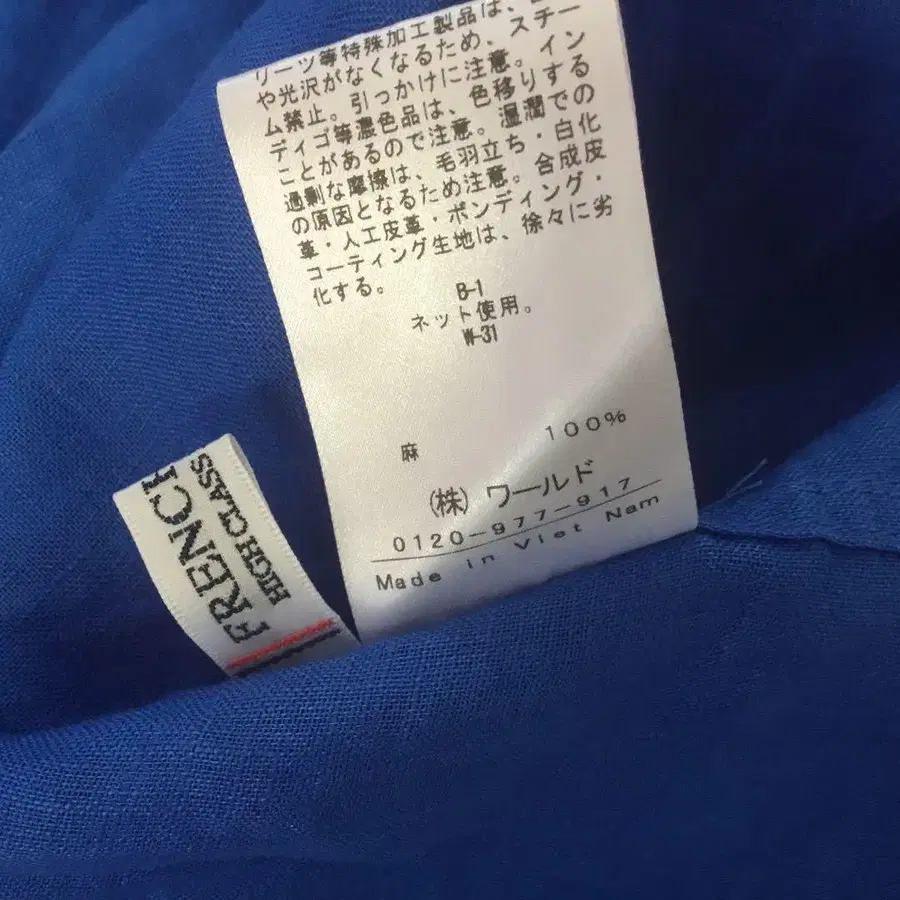 リーツ等特殊加工製品は、
や光沢がなくなるため、スチー
ム禁止。引っかけに注意。イン
ディゴ等濃色品は、色移りする
ことがあるので注意。湿潤での
過剰な摩擦は、毛羽立ち・白化
の原因となるため注意。合成皮
革・人工皮革・ボンディング・
コーティング生地は、徐々に劣
化する。
B-1
ネット使用。
W-31
麻 100%
(株) ワールド
0120-977-917
Made in Viet Nam
FRENCH
HIGH CLASS